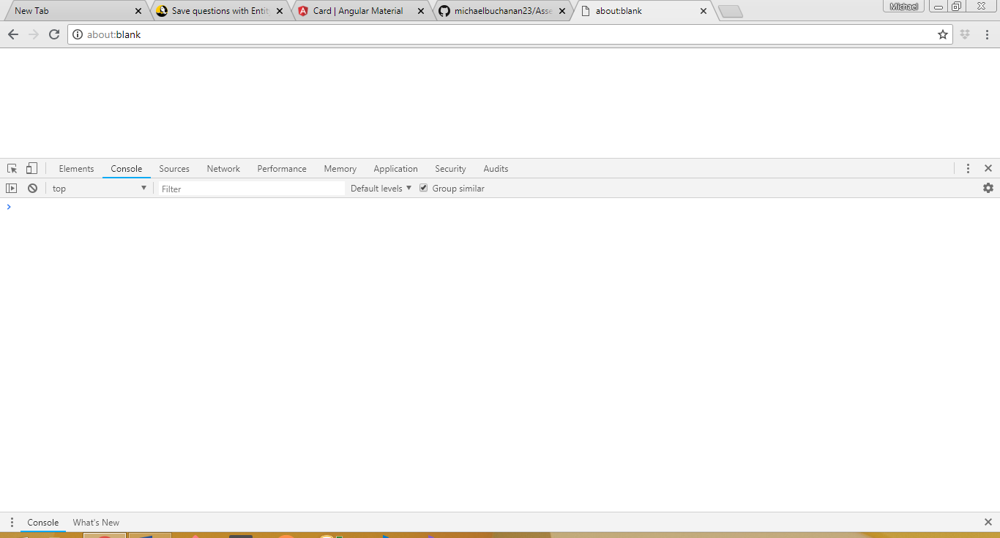 New Tab
Save questions with Entit
Card | Angular Material
michaelbuchanan23/Asse
about:blank
Michael
about:blank
Elements Console Sources Network Performance Memory Application Security Audits
top Filter Default levels Group similar
Console What's New